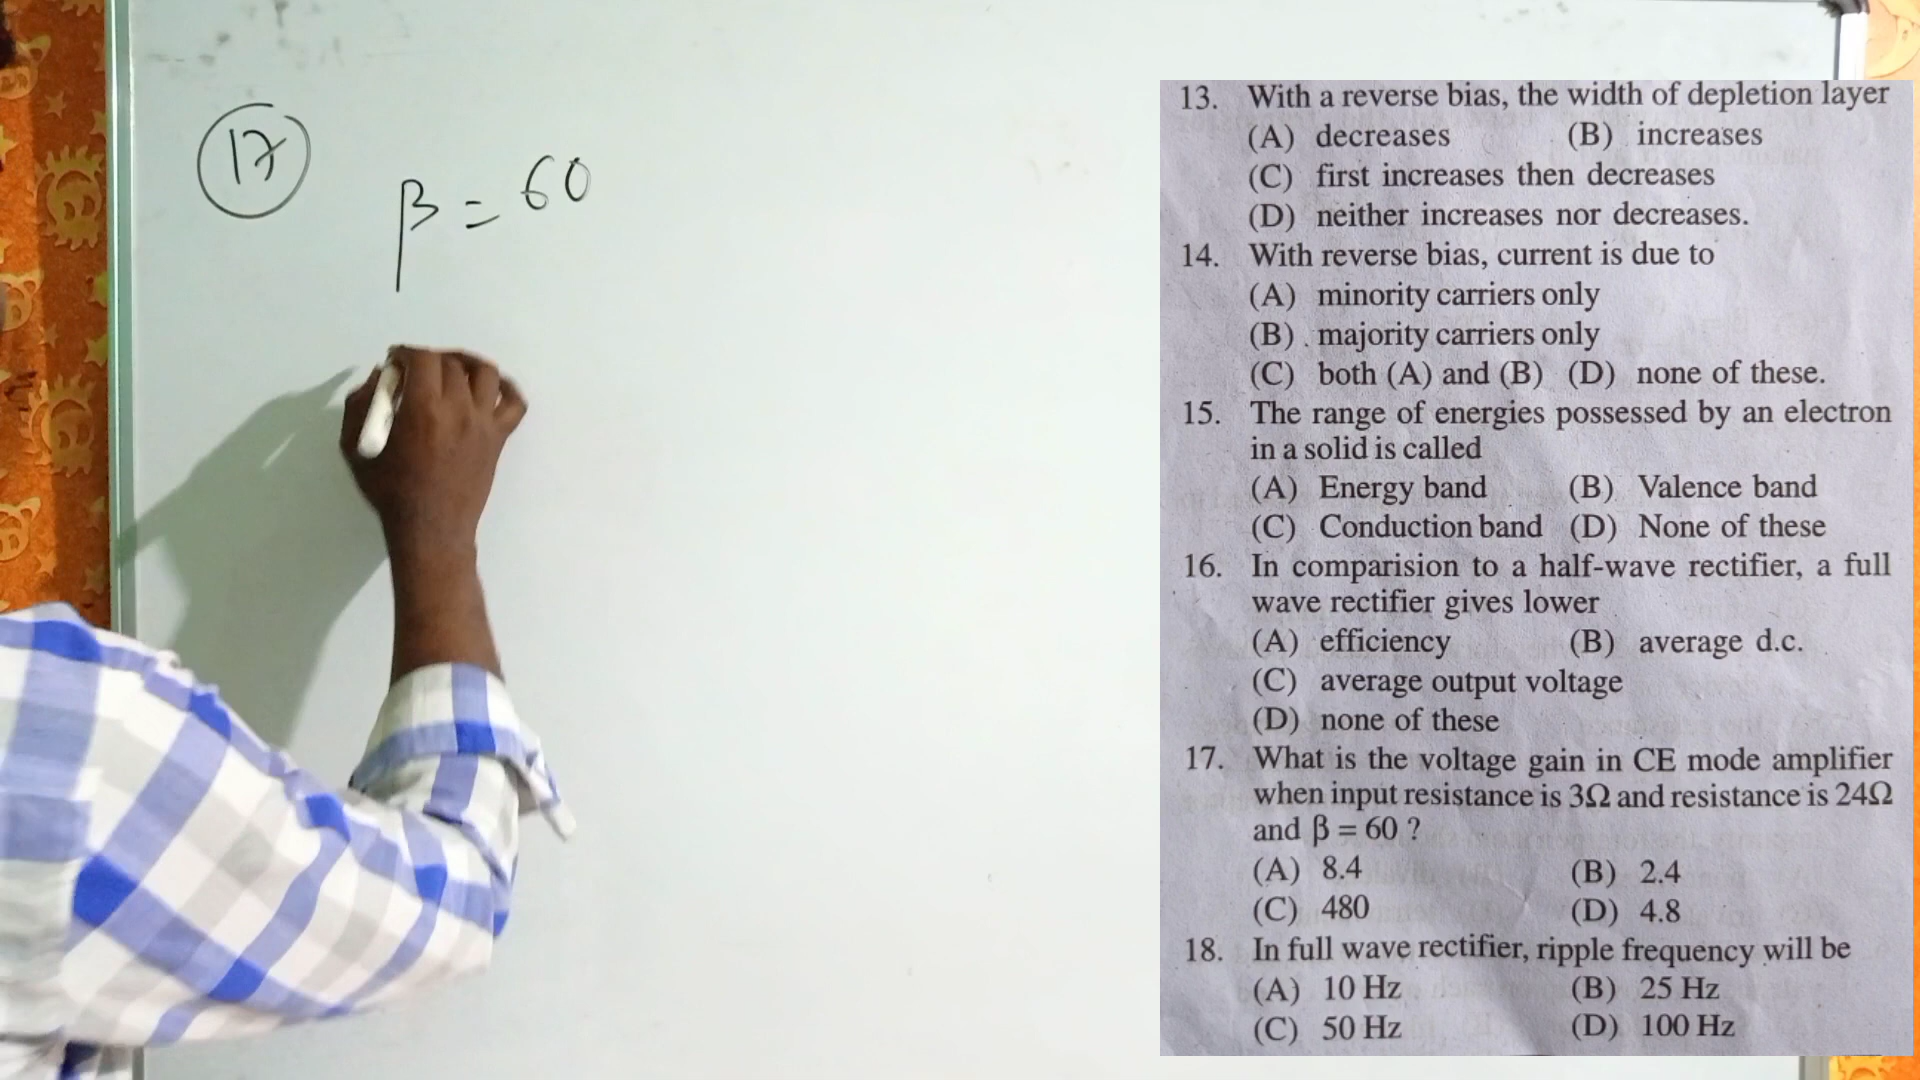 17
β = 60
13. With a reverse bias, the width of depletion layer
(A) decreases (B) increases
(C) first increases then decreases
(D) neither increases nor decreases.
14. With reverse bias, current is due to
(A) minority carriers only
(B) majority carriers only
(C) both (A) and (B) (D) none of these.
15. The range of energies possessed by an electron
in a solid is called
(A) Energy band (B) Valence band
(C) Conduction band (D) None of these
16. In comparision to a half-wave rectifier, a full
wave rectifier gives lower
(A) efficiency (B) average d.c.
(C) average output voltage
(D) none of these
17. What is the voltage gain in CE mode amplifier
when input resistance is 3Ω and resistance is 24Ω
and β = 60 ?
(A) 8.4 (B) 2.4
(C) 480 (D) 4.8
18. In full wave rectifier, ripple frequency will be
(A) 10 Hz (B) 25 Hz
(C) 50 Hz (D) 100 Hz